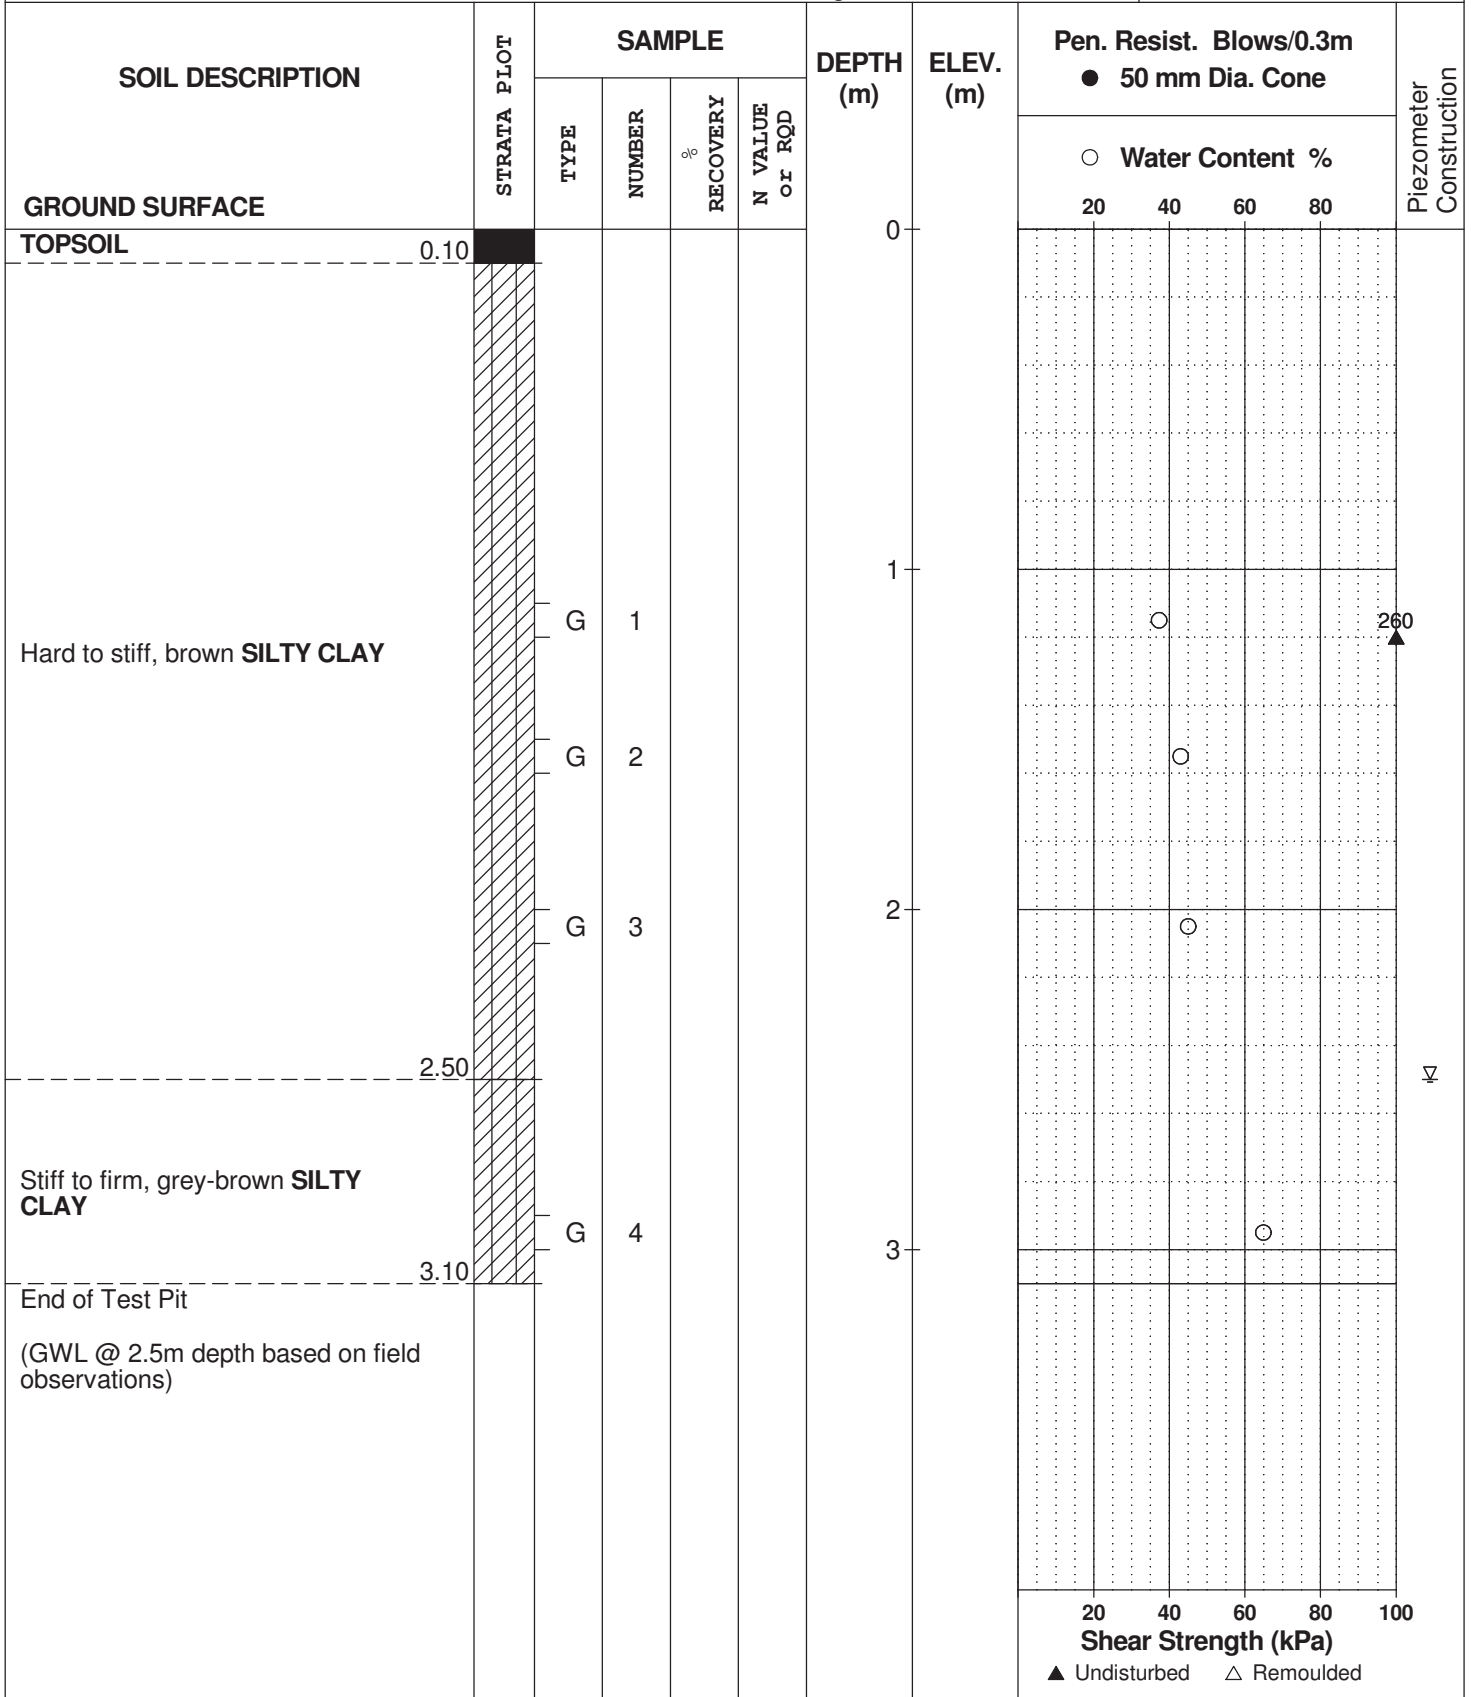 SOIL DESCRIPTION
GROUND SURFACE
STRATA PLOT
SAMPLE
TYPE
NUMBER
%
RECOVERY
N VALUE
or RQD
DEPTH
(m)
ELEV.
(m)
Pen. Resist. Blows/0.3m
● 50 mm Dia. Cone
○ Water Content %
20 40 60 80
Piezometer
Construction
TOPSOIL
0.10
0
1
G 1
260
Hard to stiff, brown SILTY CLAY
G 2
2
G 3
2.50
Stiff to firm, grey-brown SILTY
CLAY
G 4
3
3.10
End of Test Pit
(GWL @ 2.5m depth based on field
observations)
20 40 60 80 100
Shear Strength (kPa)
▲ Undisturbed △ Remoulded